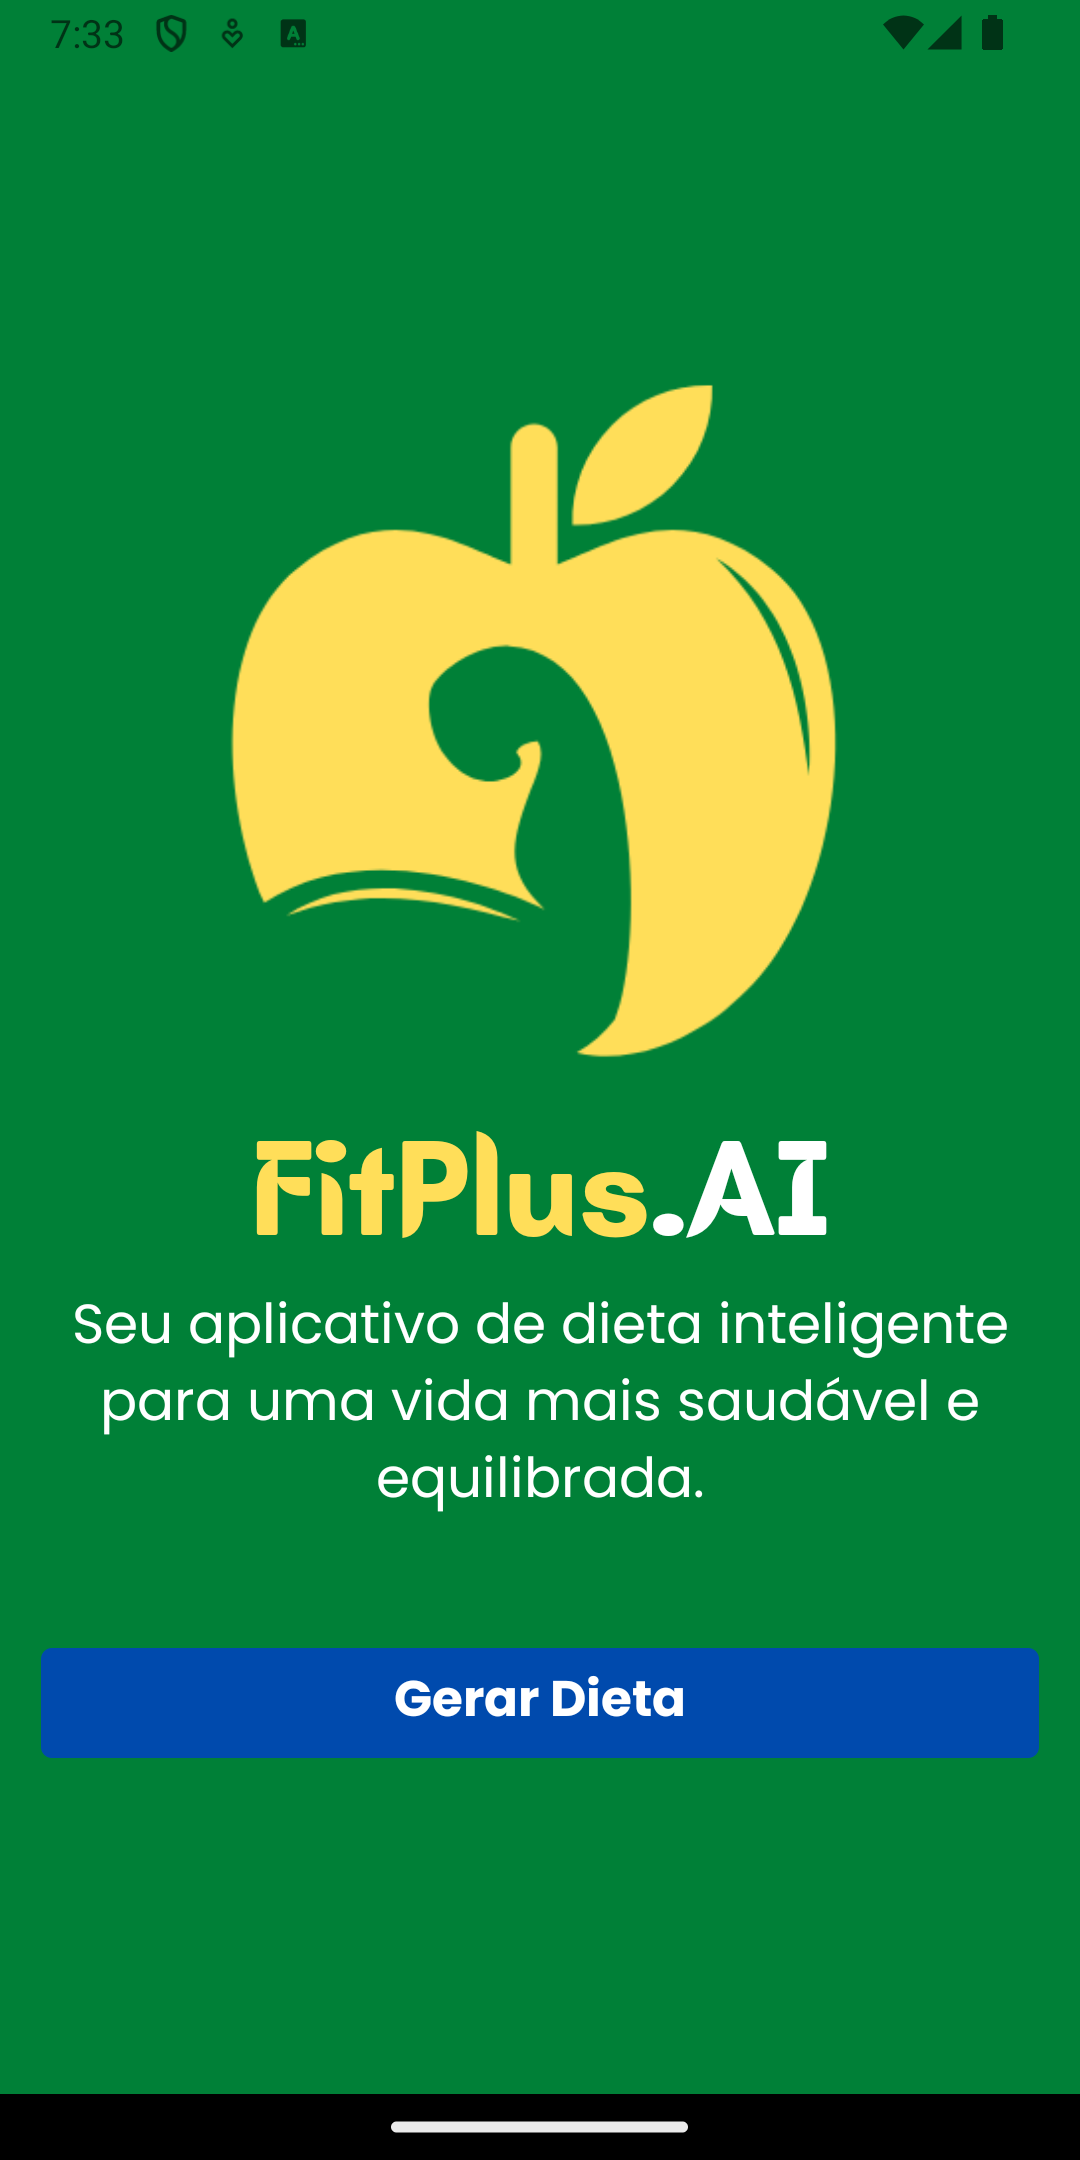 7:33
A
FitPlus.AI
Seu aplicativo de dieta inteligente
para uma vida mais saudável e
equilibrada.
Gerar Dieta